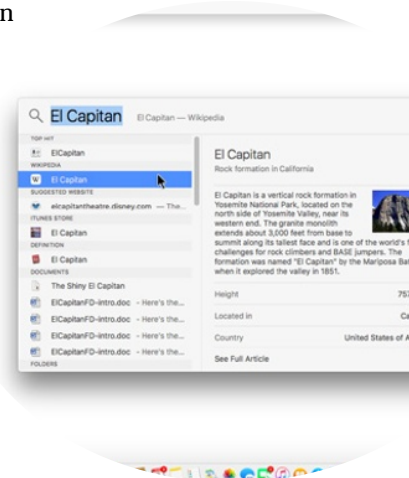 n
El Capitan El Capitan — Wikipedia
TOP HIT
ElCapitan
WIKIPEDIA
W El Capitan
SUGGESTED WEBSITE
elcapitantheatre.disney.com — The...
ITUNES STORE
El Capitan
DEFINITION
El Capitan
DOCUMENTS
The Shiny El Capitan
ElCapitanFD-intro.doc - Here's the...
ElCapitanFD-intro.doc - Here's the...
ElCapitanFD-intro.doc - Here's the...
ElCapitanFD-intro.doc - Here's the...
FOLDERS
El Capitan
Rock formation in California
El Capitan is a vertical rock formation in
Yosemite National Park, located on the
north side of Yosemite Valley, near its
western end. The granite monolith
extends about 3,000 feet from base to
summit along its tallest face and is one of the world's f
challenges for rock climbers and BASE jumpers. The
formation was named "El Capitan" by the Mariposa Bat
when it explored the valley in 1851.
Height 757
Located in Ca
Country United States of A
See Full Article